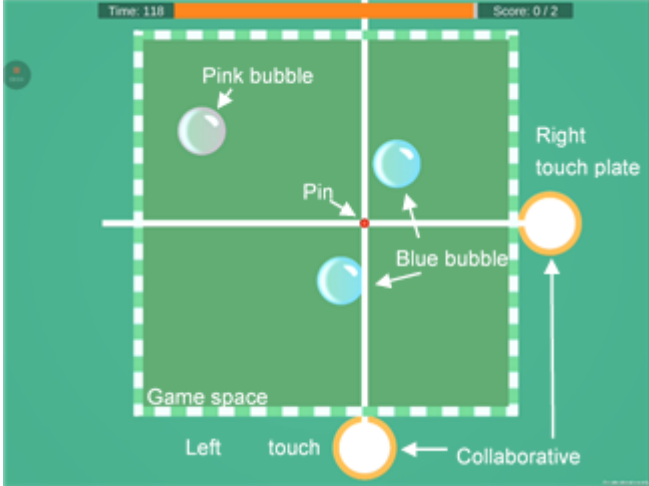 Time: 118
Score: 0 / 2
Pink bubble
Right
touch plate
Pin
Blue bubble
Game space
Left touch
Collaborative